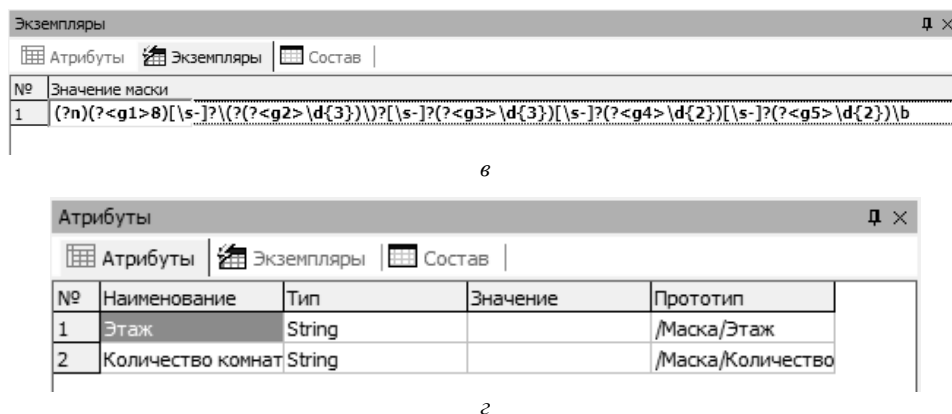 Экземпляры
Атрибуты Экземпляры Состав
№ Значение маски
1 (?n)(?<g1>8)[\s-]?\(?(?<g2>\d{3})\)?[\s-]?(?<g3>\d{3})[\s-]?(?<g4>\d{2})[\s-]?(?<g5>\d{2})\b
в
Атрибуты
Атрибуты Экземпляры Состав
№ Наименование Тип Значение Прототип
1 Этаж String /Маска/Этаж
2 Количество комнат String /Маска/Количество
г